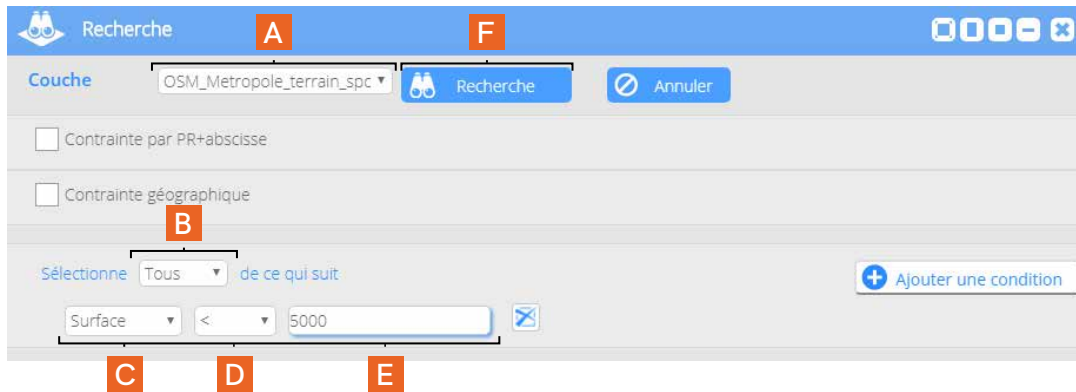 Recherche
A
F
Couche
OSM_Metropole_terrain_spc
Recherche
Annuler
Contrainte par PR+abscisse
Contrainte géographique
B
Sélectionne Tous de ce qui suit
Ajouter une condition
Surface < 5000
C D E